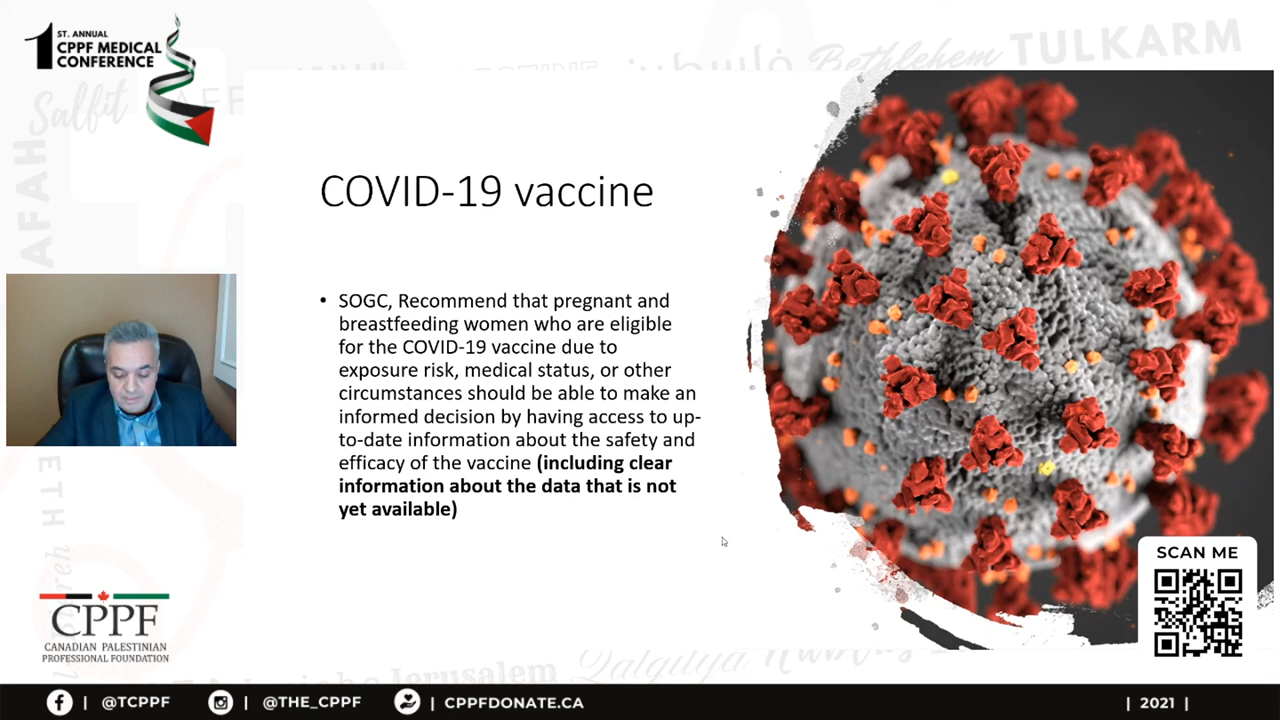 ST. ANNUAL
1 CPPF MEDICAL
CONFERENCE
Salfit
فلسطين
Bethlehem
TULKARM
COVID-19 vaccine
• SOGC, Recommend that pregnant and
breastfeeding women who are eligible
for the COVID-19 vaccine due to
exposure risk, medical status, or other
circumstances should be able to make an
informed decision by having access to up-
to-date information about the safety and
efficacy of the vaccine (including clear
information about the data that is not
yet available)
SCAN ME
CPPF
CANADIAN PALESTINIAN
PROFESSIONAL FOUNDATION
Jerusalem
Qalqilya
| @TCPPF
| @THE_CPPF
| CPPFDONATE.CA
| 2021 |